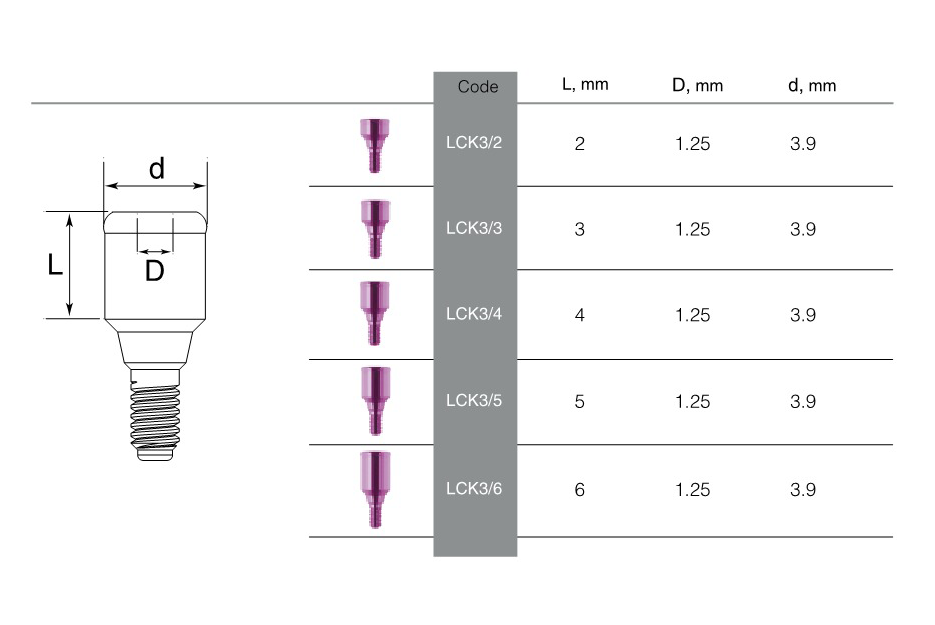 Code L, mm D, mm d, mm
LCK3/2 2 1.25 3.9
LCK3/3 3 1.25 3.9
LCK3/4 4 1.25 3.9
LCK3/5 5 1.25 3.9
LCK3/6 6 1.25 3.9
d
L
D